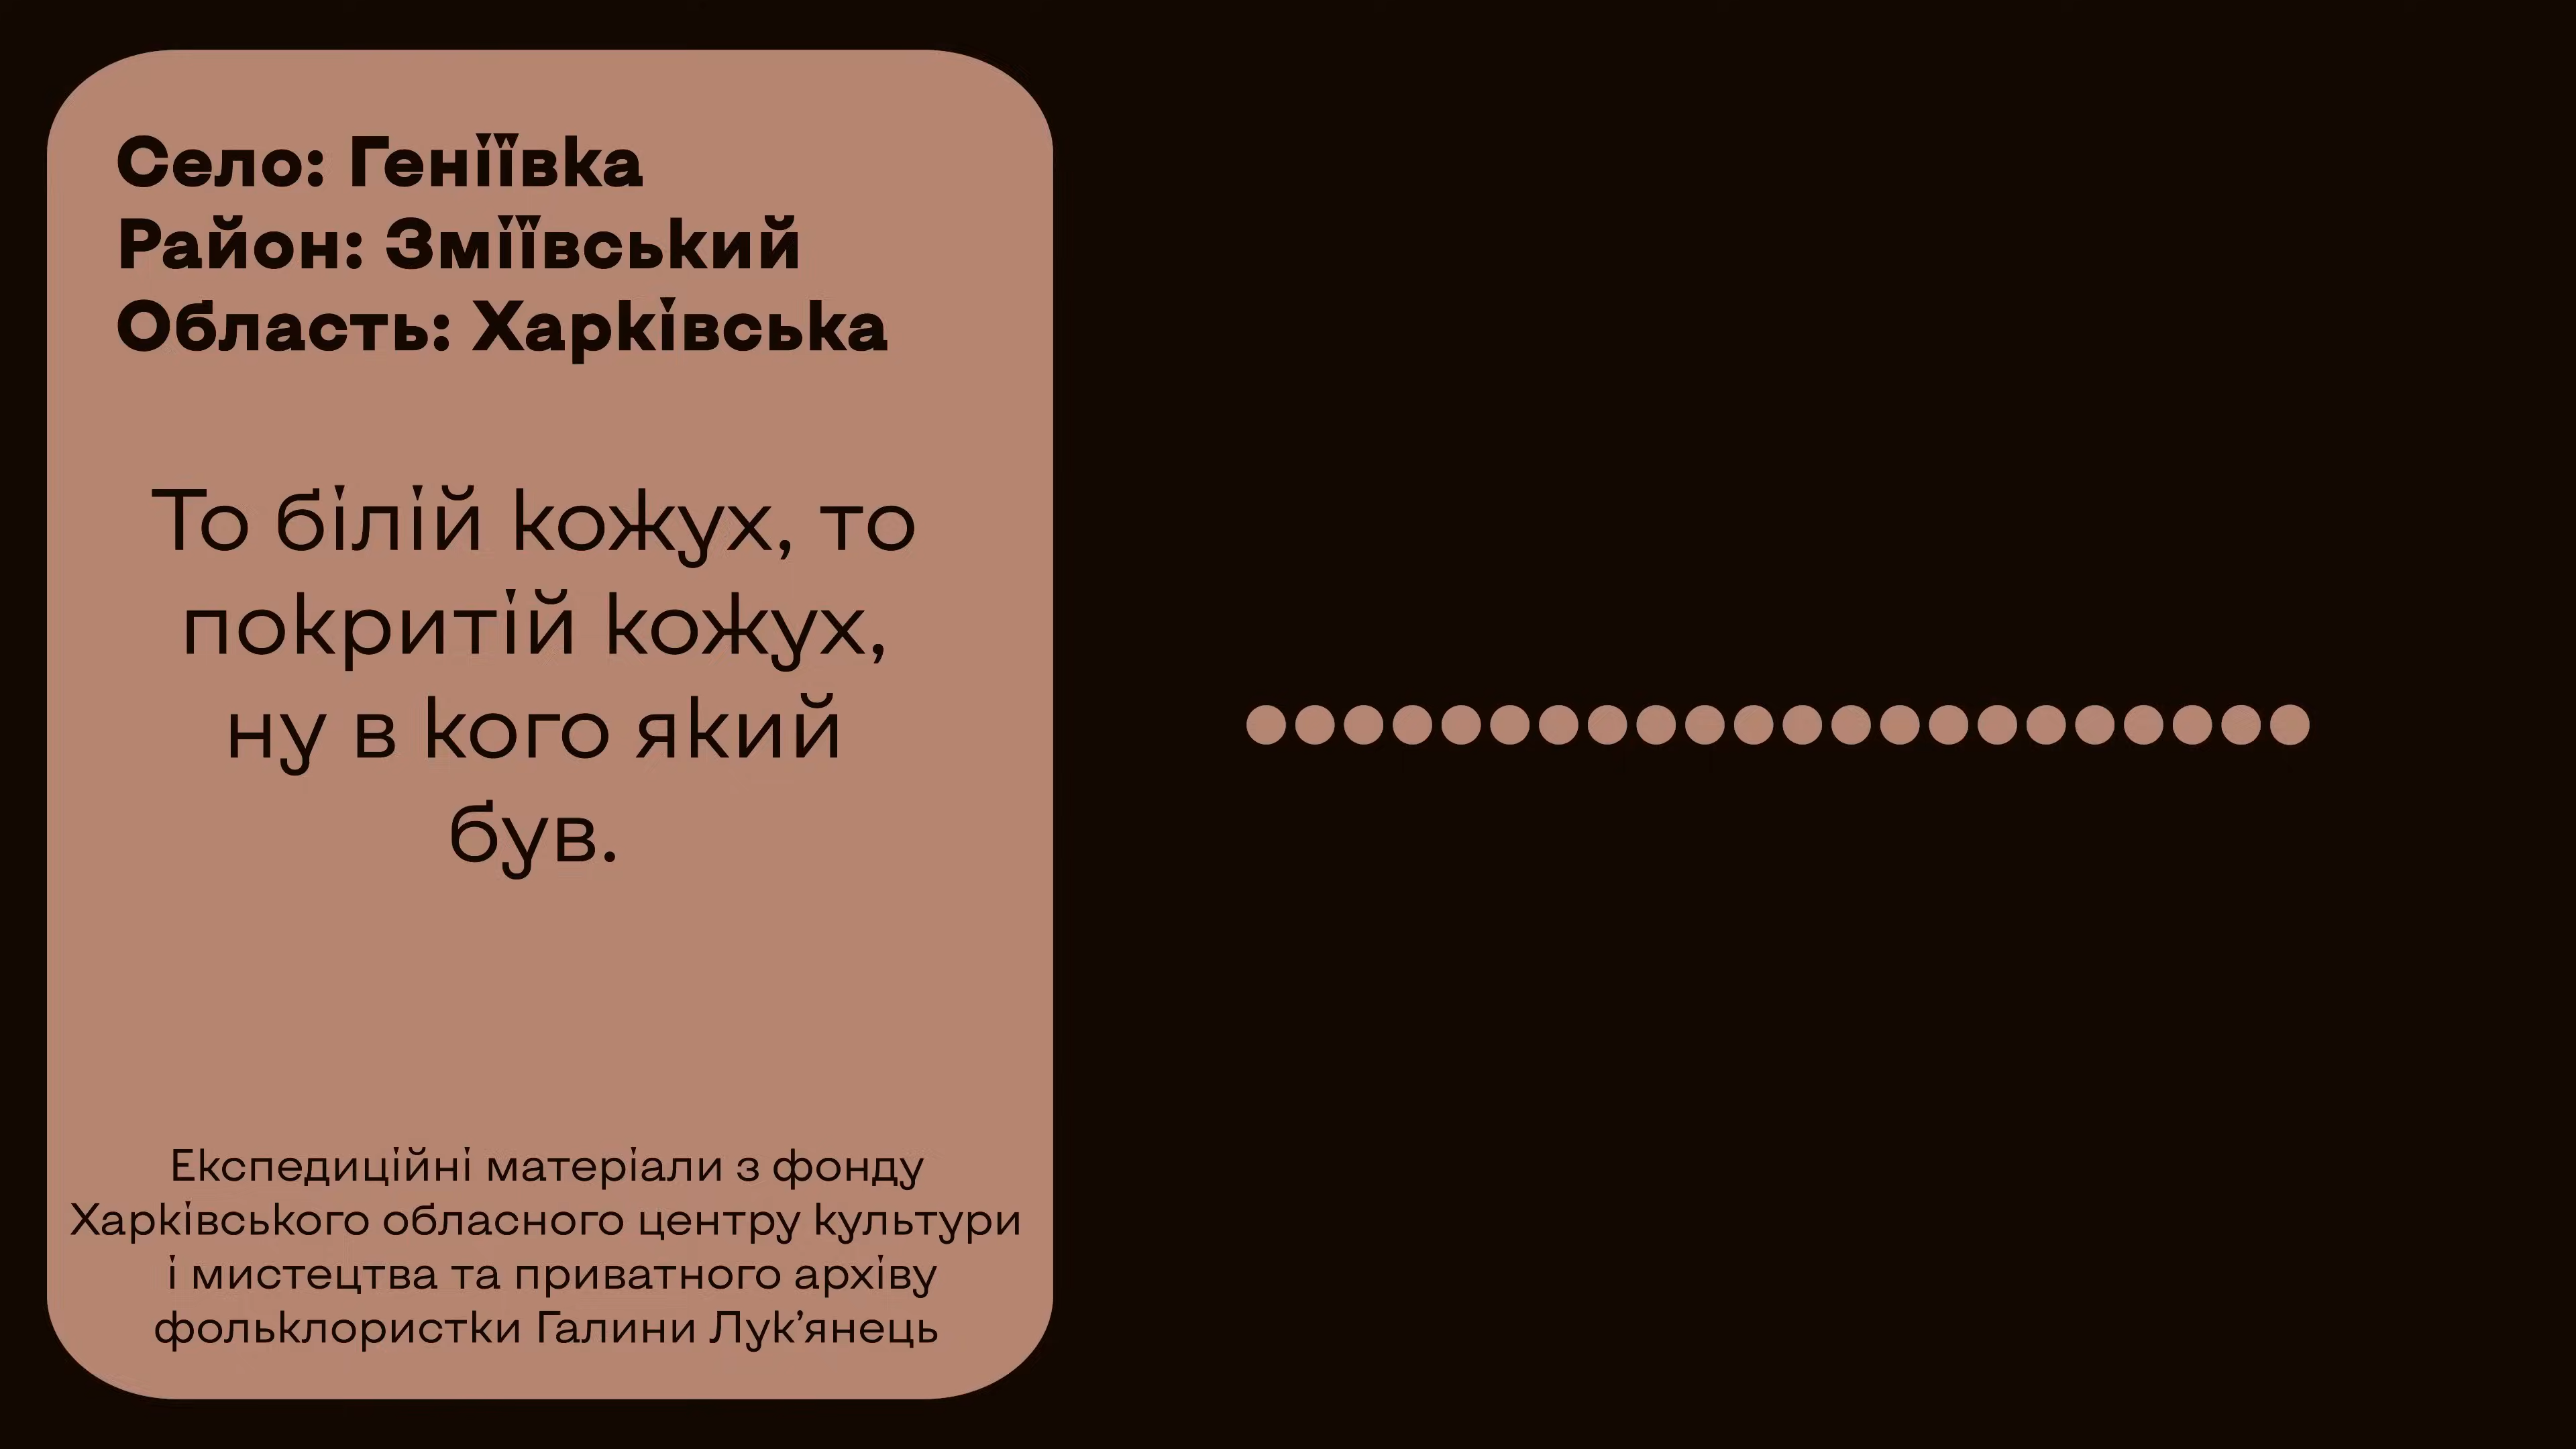 Село: Геніївка
Район: Зміївський
Область: Харківська
То білій кожух, то
покритій кожух,
ну в кого який
був.
Експедиційні матеріали з фонду
Харківського обласного центру культури
і мистецтва та приватного архіву
фольклористки Галини Лук’янець